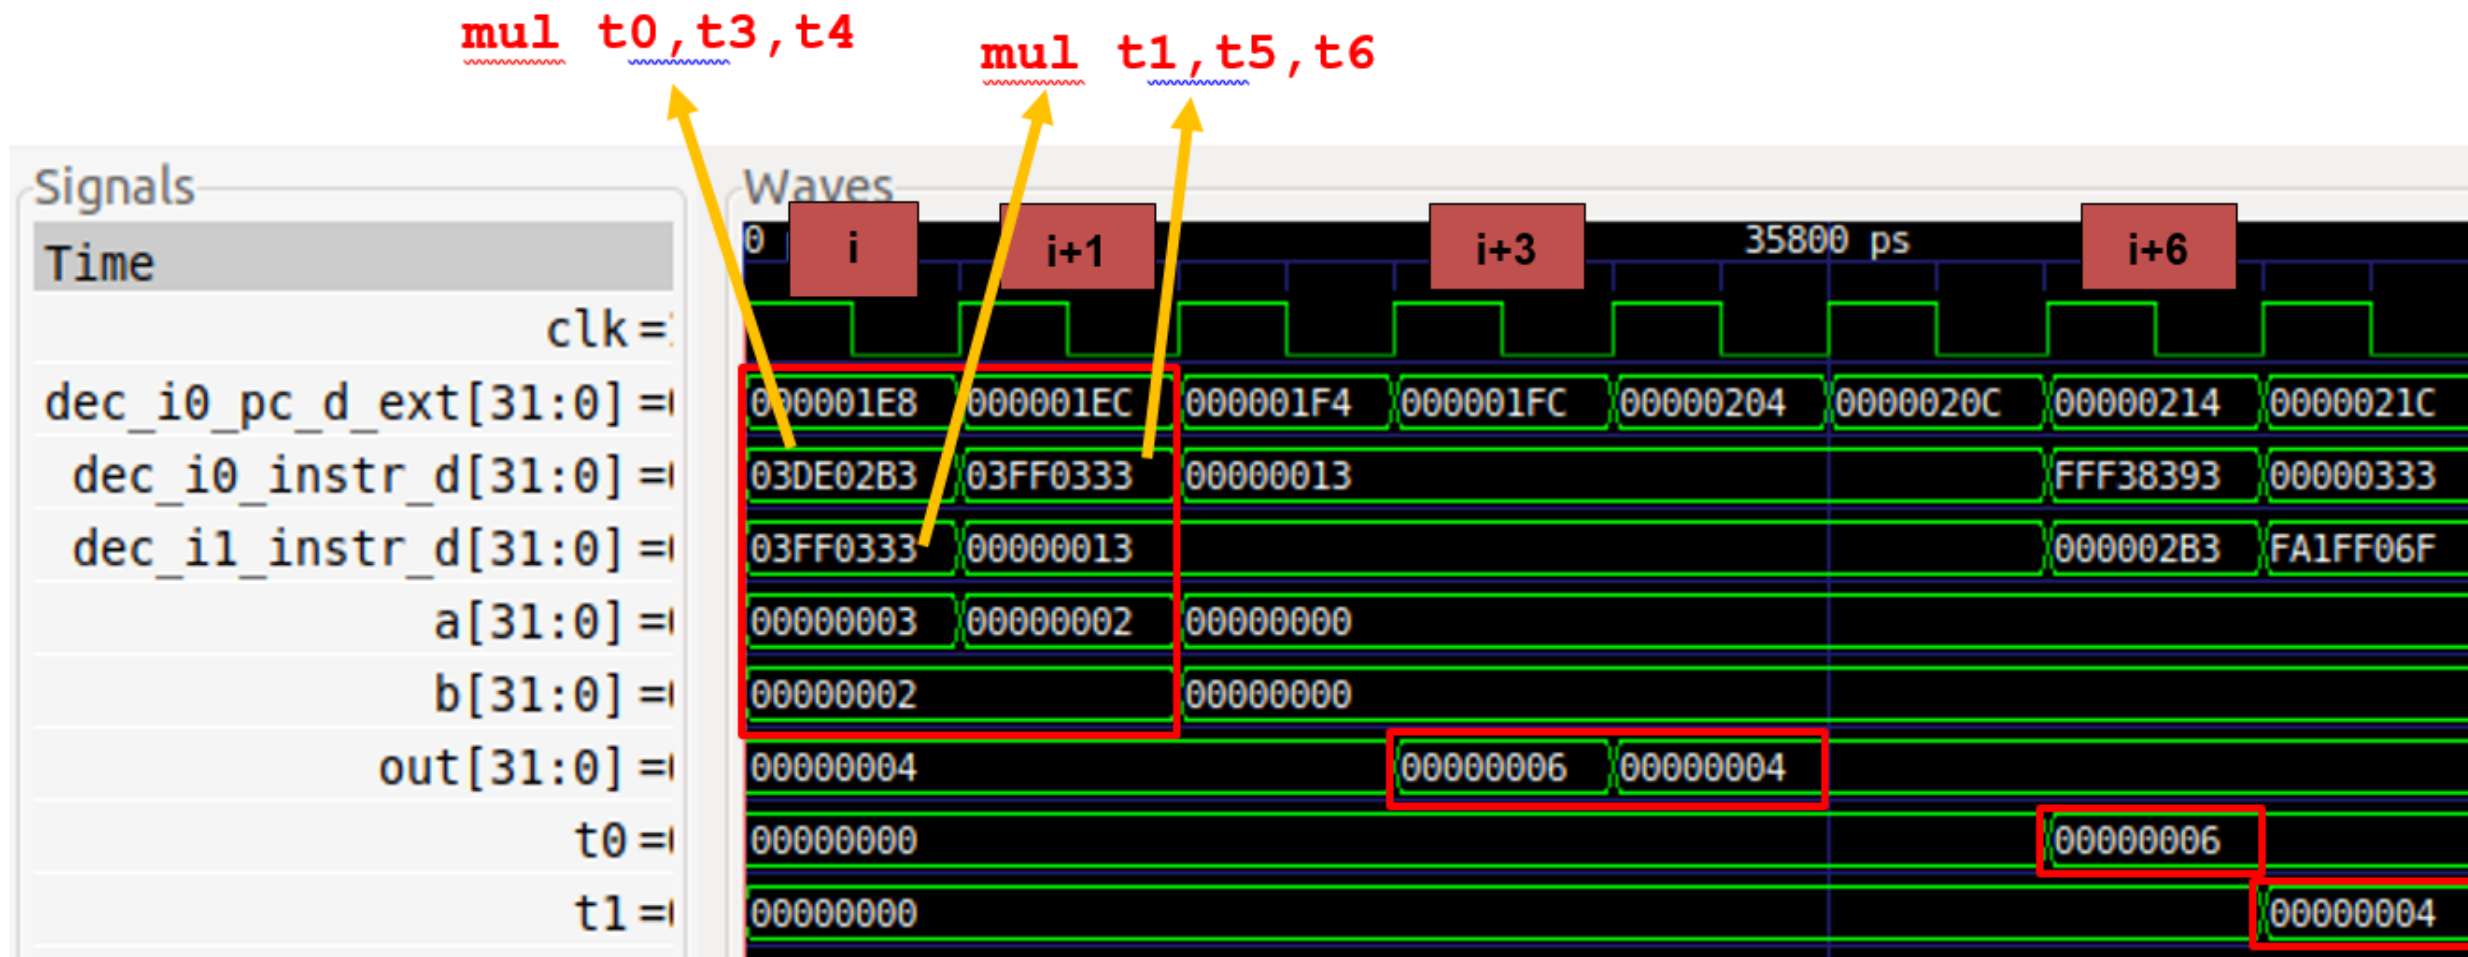 mul t0,t3,t4
mul t1,t5,t6
Signals
Waves
Time
0
i
i+1
i+3
35800 ps
i+6
clk=
dec_i0_pc_d_ext[31:0]= 000001E8 000001EC 000001F4 000001FC 00000204 0000020C 00000214 0000021C
dec_i0_instr_d[31:0]= 03DE02B3 03FF0333 00000013 FFF38393 00000333
dec_i1_instr_d[31:0]= 03FF0333 00000013 000002B3 FA1FF06F
a[31:0]= 00000003 00000002 00000000
b[31:0]= 00000002 00000000
out[31:0]= 00000004 00000006 00000004
t0= 00000000 00000006
t1= 00000000 00000004